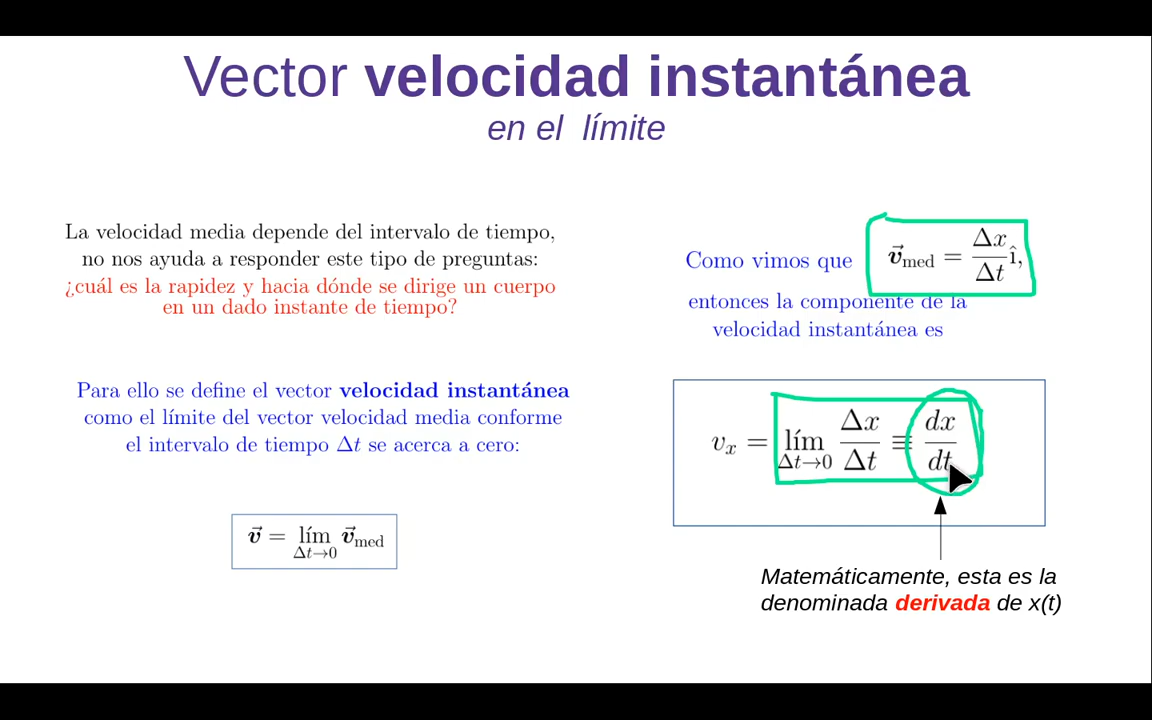 Vector velocidad instantánea
en el límite
La velocidad media depende del intervalo de tiempo,
no nos ayuda a responder este tipo de preguntas:
¿cuál es la rapidez y hacia dónde se dirige un cuerpo
en un dado instante de tiempo?
Para ello se define el vector velocidad instantánea
como el límite del vector velocidad media conforme
el intervalo de tiempo Δt se acerca a cero:
v⃗ = lím_{Δt→0} v⃗_med
Como vimos que v⃗_med = Δx/Δt î,
entonces la componente de la
velocidad instantánea es
v_x = lím_{Δt→0} Δx/Δt ≡ dx/dt
Matemáticamente, esta es la
denominada derivada de x(t)